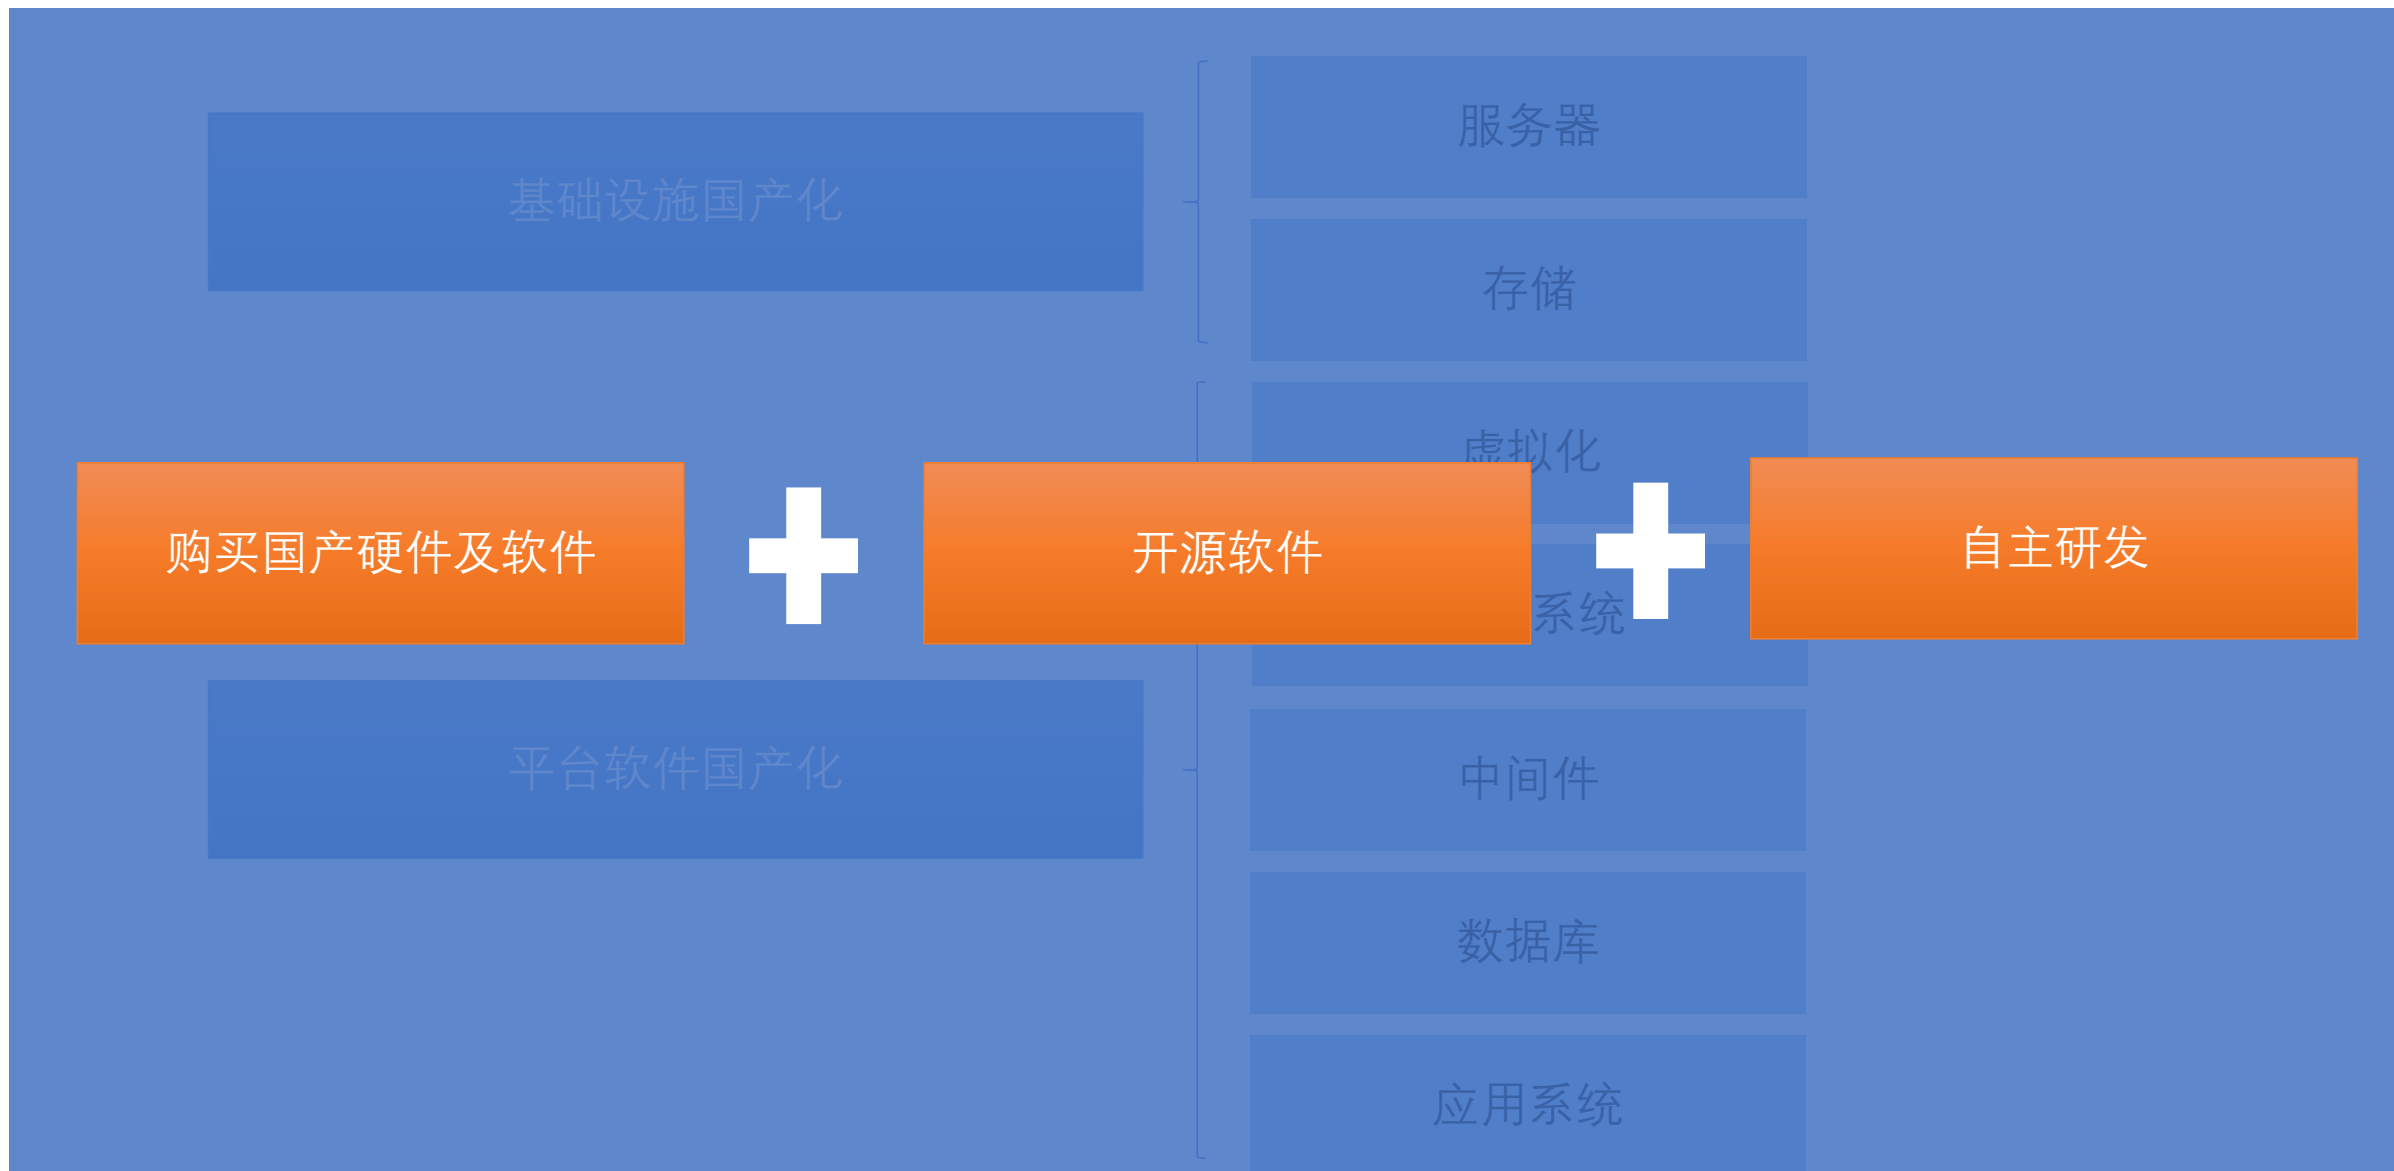 服务器
基础设施国产化
存储
虚拟化
购买国产硬件及软件
开源软件
自主研发
系统
平台软件国产化
中间件
数据库
应用系统